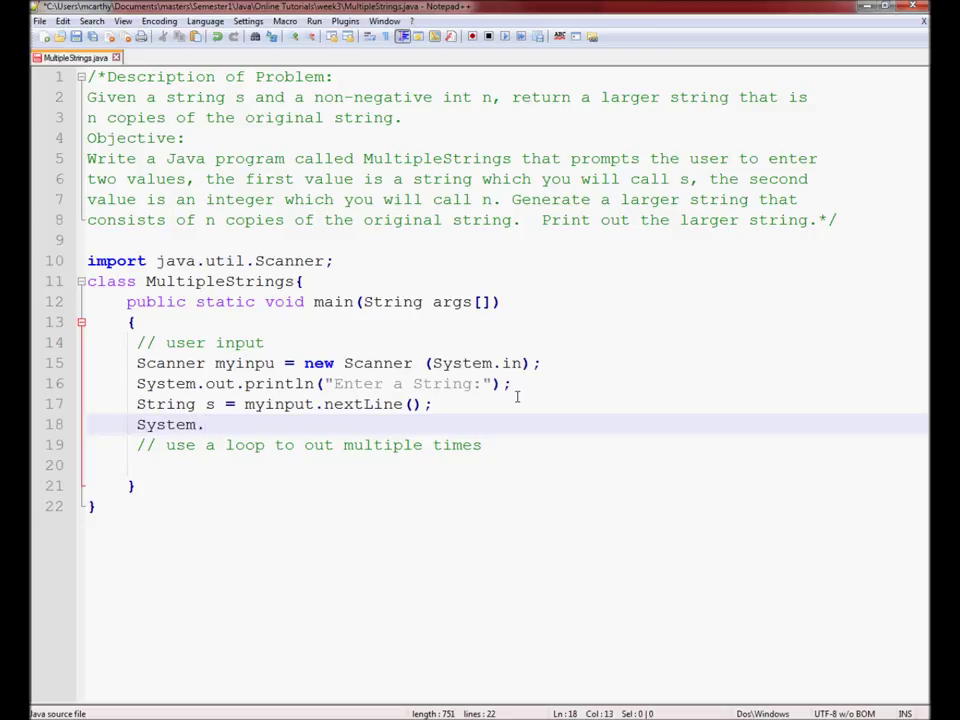 *C:\Users\mcarthy\Documents\masters\Semester1\Java\Online Tutorials\week3\MultipleStrings.java - Notepad++
File Edit Search View Encoding Language Settings Macro Run Plugins Window ? X
MultipleStrings.java
1 /*Description of Problem:
2 Given a string s and a non-negative int n, return a larger string that is
3 n copies of the original string.
4 Objective:
5 Write a Java program called MultipleStrings that prompts the user to enter
6 two values, the first value is a string which you will call s, the second
7 value is an integer which you will call n. Generate a larger string that
8 consists of n copies of the original string.  Print out the larger string.*/
9
10 import java.util.Scanner;
11 class MultipleStrings{
12 public static void main(String args[])
13 {
14 // user input
15 Scanner myinpu = new Scanner (System.in);
16 System.out.println("Enter a String:");
17 String s = myinput.nextLine();
18 System.
19 // use a loop to out multiple times
20
21 }
22 }
Java source file length : 751 lines : 22 Ln : 18 Col : 13 Sel : 0 | 0 Dos\Windows UTF-8 w/o BOM INS